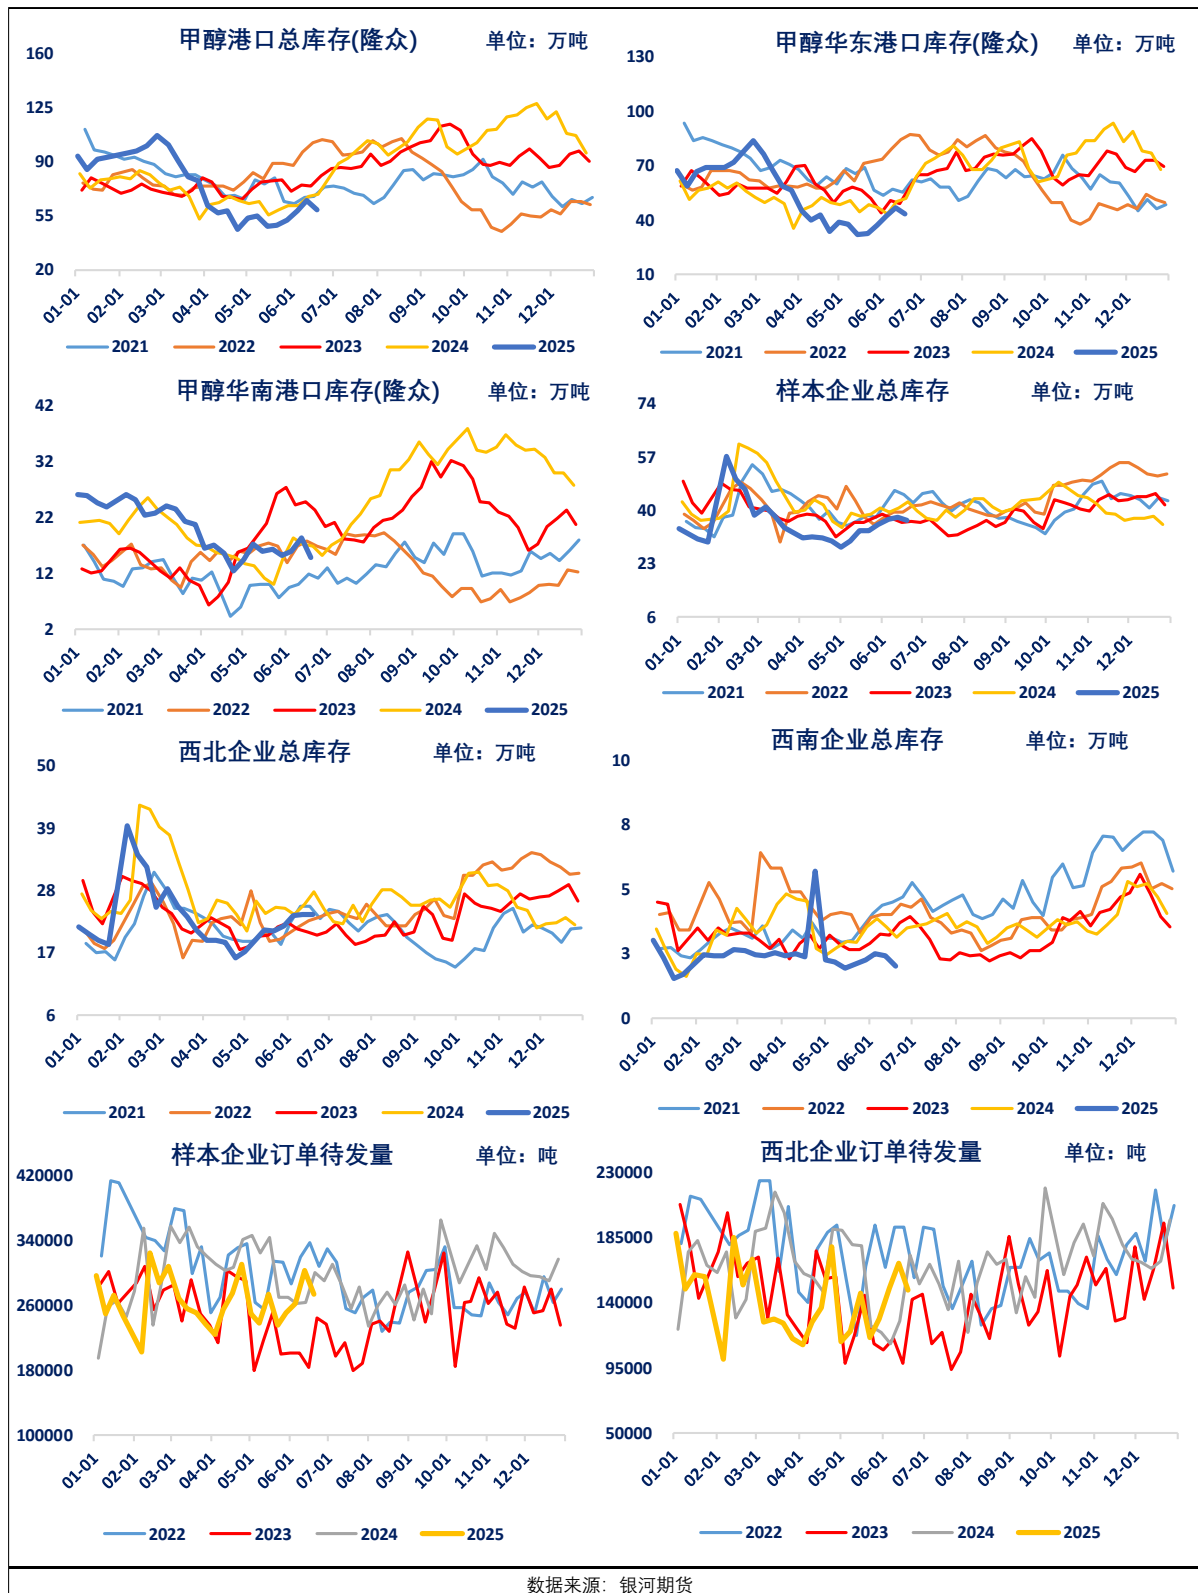 甲醇港口总库存(隆众) 单位：万吨
160
125
90
55
20
01-01 02-01 03-01 04-01 05-01 06-01 07-01 08-01 09-01 10-01 11-01 12-01
2021 2022 2023 2024 2025
甲醇华东港口库存(隆众) 单位：万吨
130
100
70
40
10
01-01 02-01 03-01 04-01 05-01 06-01 07-01 08-01 09-01 10-01 11-01 12-01
2021 2022 2023 2024 2025
甲醇华南港口库存(隆众) 单位：万吨
42
32
22
12
2
01-01 02-01 03-01 04-01 05-01 06-01 07-01 08-01 09-01 10-01 11-01 12-01
2021 2022 2023 2024 2025
样本企业总库存 单位：万吨
74
57
40
23
6
01-01 02-01 03-01 04-01 05-01 06-01 07-01 08-01 09-01 10-01 11-01 12-01
2021 2022 2023 2024 2025
西北企业总库存 单位：万吨
50
39
28
17
6
01-01 02-01 03-01 04-01 05-01 06-01 07-01 08-01 09-01 10-01 11-01 12-01
2021 2022 2023 2024 2025
西南企业总库存 单位：万吨
10
8
5
3
0
01-01 02-01 03-01 04-01 05-01 06-01 07-01 08-01 09-01 10-01 11-01 12-01
2021 2022 2023 2024 2025
样本企业订单待发量 单位：吨
420000
340000
260000
180000
100000
01-01 02-01 03-01 04-01 05-01 06-01 07-01 08-01 09-01 10-01 11-01 12-01
2022 2023 2024 2025
西北企业订单待发量 单位：吨
230000
185000
140000
95000
50000
01-01 02-01 03-01 04-01 05-01 06-01 07-01 08-01 09-01 10-01 11-01 12-01
2022 2023 2024 2025
数据来源：银河期货